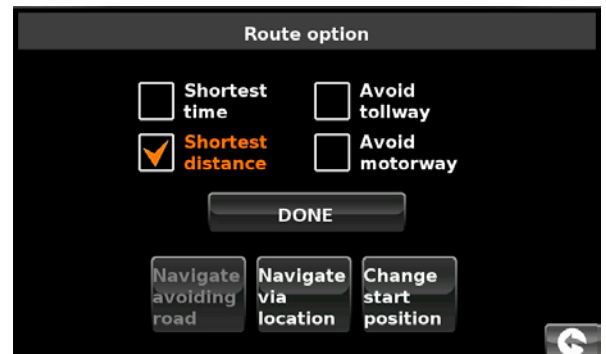 Route option
Shortest
time
Avoid
tollway
Shortest
distance
Avoid
motorway
DONE
Navigate
avoiding
road
Navigate
via
location
Change
start
position